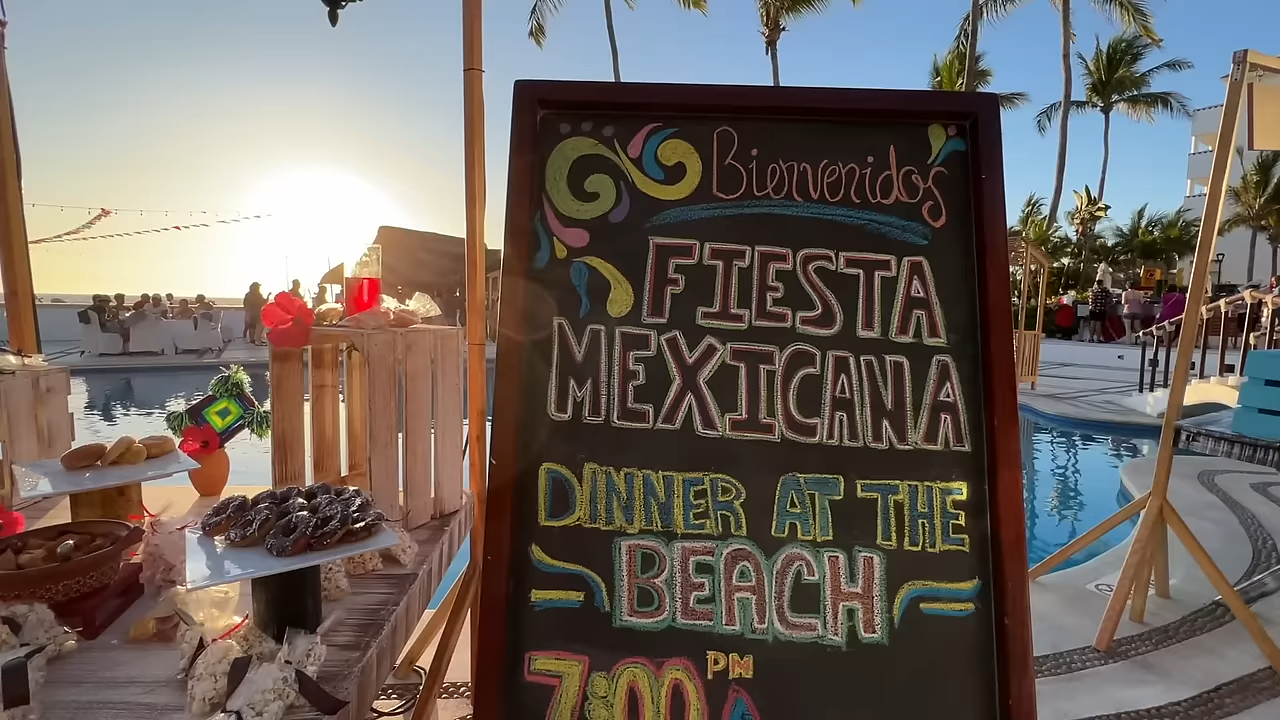 Bienvenidos
FIESTA
MEXICANA
DINNER AT THE
BEACH
7:00 PM